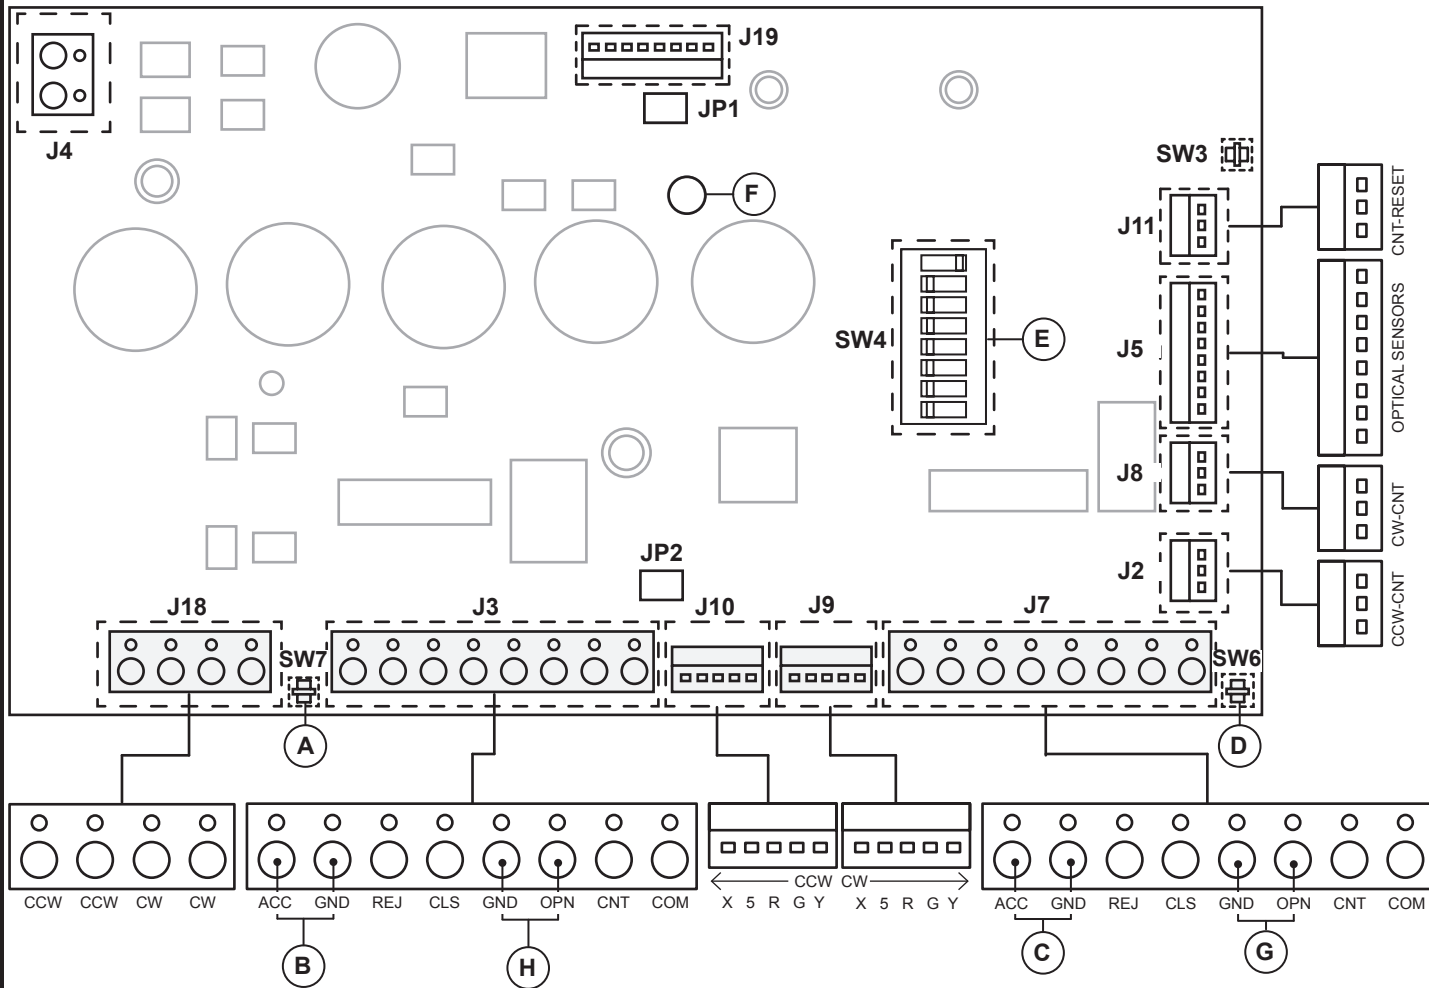 J19
JP1
J4
SW3
F
J11
CNT-RESET
SW4
E
J5
OPTICAL SENSORS
J8
CW-CNT
JP2
J2
CCW-CNT
J18
J3
J10
J9
J7
SW7
SW6
A
D
CCW CCW CW CW
ACC GND REJ CLS GND OPN CNT COM
CCW CW
X 5 R G Y
X 5 R G Y
ACC GND REJ CLS GND OPN CNT COM
B
H
C
G